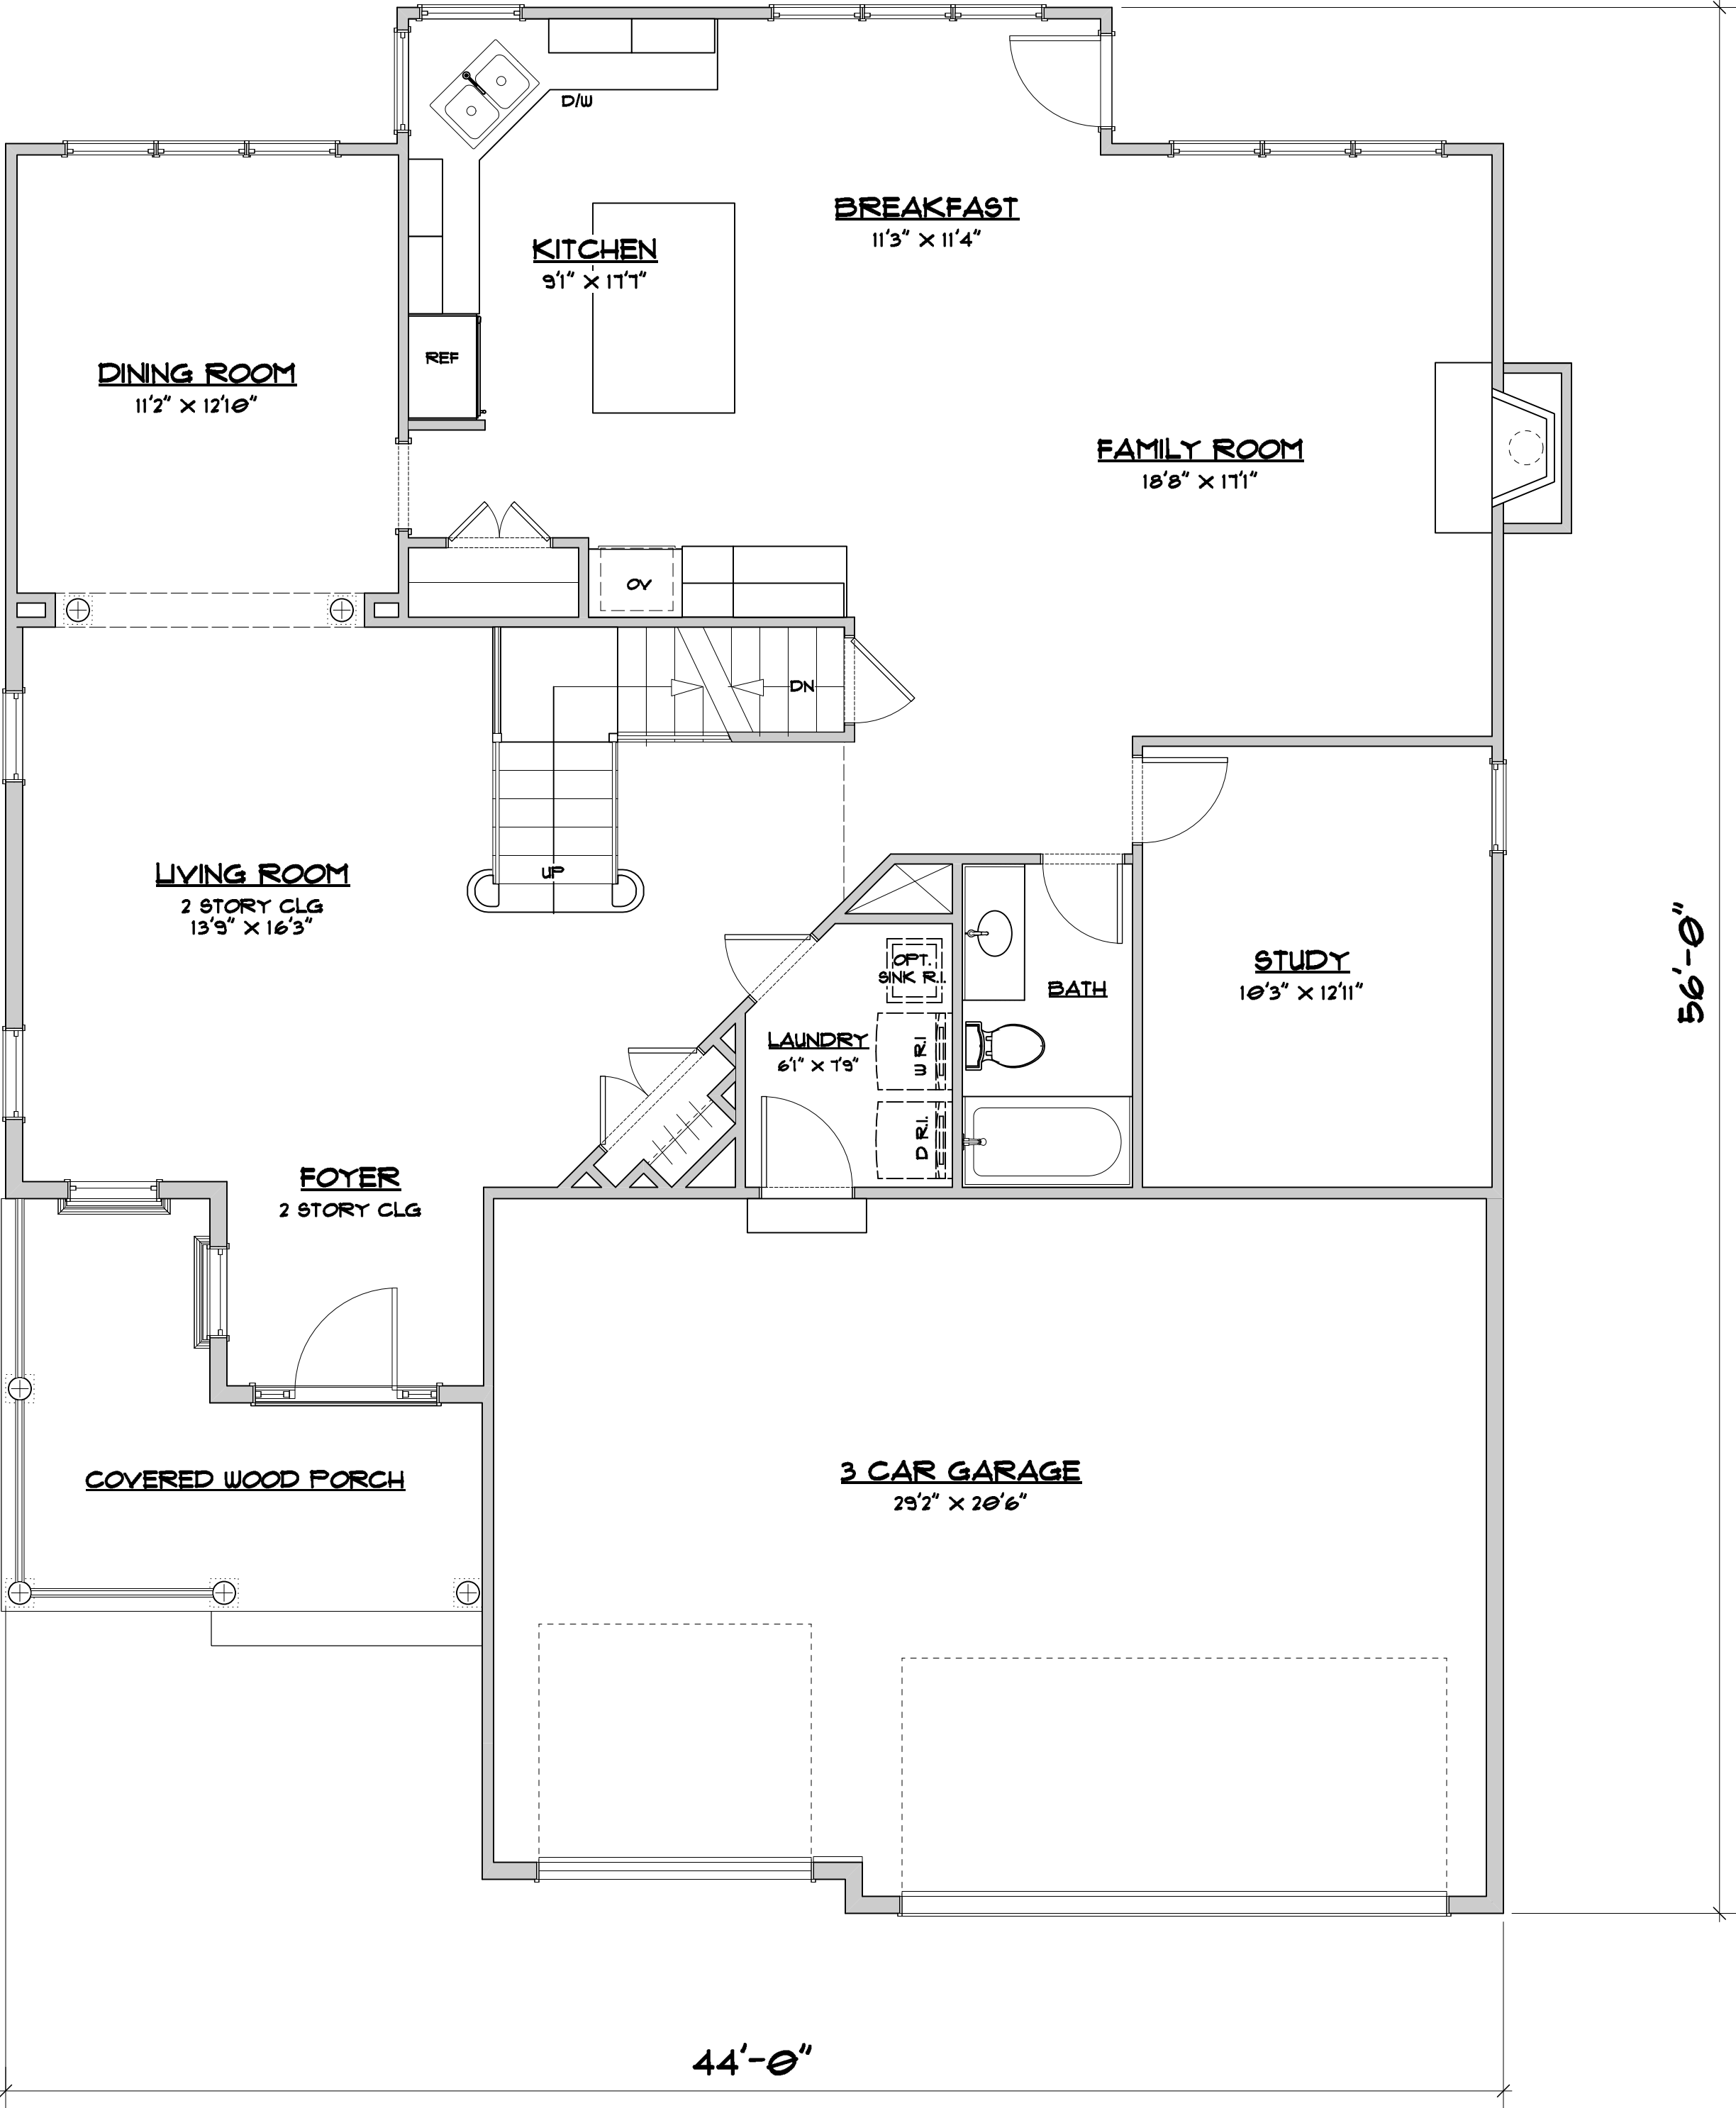 D/W
BREAKFAST
11'3" X 11'4"
KITCHEN
9'1" X 17'7"
REF
DINING ROOM
11'2" X 12'10"
FAMILY ROOM
18'8" X 17'1"
OV
DN
UP
LIVING ROOM
2 STORY CLG
13'9" X 16'3"
OPT.
SINK R.I.
BATH
STUDY
10'3" X 12'11"
56'-0"
LAUNDRY
6'1" X 7'9"
W R.I
D R.I.
FOYER
2 STORY CLG
COVERED WOOD PORCH
3 CAR GARAGE
29'2" X 20'6"
44'-0"